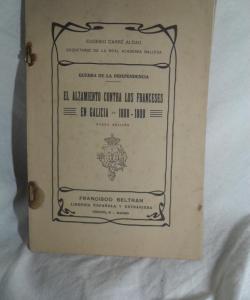 EUGENIO CARRÉ ALDAO
SECRETARIO DE LA REAL ACADEMIA GALLEGA
GUERRA DE LA INDEPENDENCIA
EL ALZAMIENTO CONTRA LOS FRANCESES
EN GALICIA - 1808-1809
FRANCISCO BELTRAN
LIBRERÍA ESPAÑOLA Y EXTRANJERA
MADRID